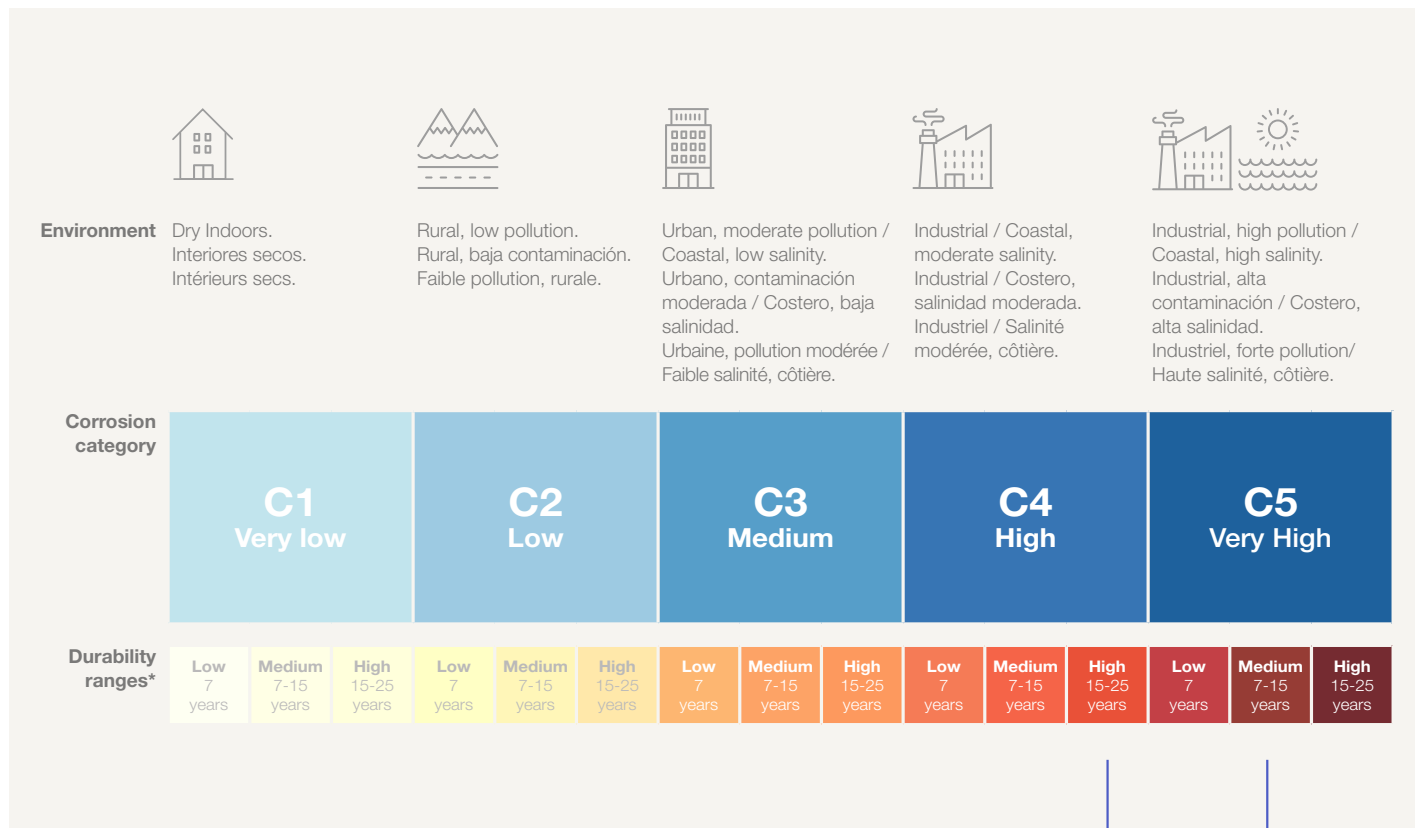 Environment
Dry Indoors.
Interiores secos.
Intérieurs secs.
Rural, low pollution.
Rural, baja contaminación.
Faible pollution, rurale.
Urban, moderate pollution /
Coastal, low salinity.
Urbano, contaminación
moderada / Costero, baja
salinidad.
Urbaine, pollution modérée /
Faible salinité, côtière.
Industrial / Coastal,
moderate salinity.
Industrial / Costero,
salinidad moderada.
Industriel / Salinité
modérée, côtière.
Industrial, high pollution /
Coastal, high salinity.
Industrial, alta
contaminación / Costero,
alta salinidad.
Industriel, forte pollution/
Haute salinité, côtière.
Corrosion
category
C1
Very low
C2
Low
C3
Medium
C4
High
C5
Very High
Durability
ranges*
Low
7
years
Medium
7-15
years
High
15-25
years
Low
7
years
Medium
7-15
years
High
15-25
years
Low
7
years
Medium
7-15
years
High
15-25
years
Low
7
years
Medium
7-15
years
High
15-25
years
Low
7
years
Medium
7-15
years
High
15-25
years